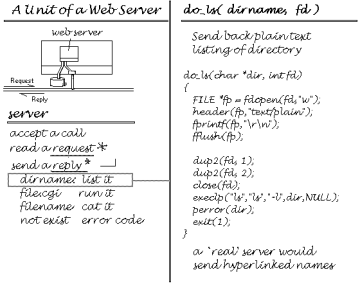 A Unit of a Web Server
web server
Request
Reply
server
accept a call
read a request *
send a reply *
dirname: list it
file.cgi run it
filename cat it
not exist error code
do_ls( dirname, fd )
Send back plain text
listing of directory
do_ls(char *dir, int fd)
{
FILE *fp = fdopen(fd,"w");
header(fp,"text/plain");
fprintf(fp,"\r\n");
fflush(fp);
dup2(fd, 1);
dup2(fd, 2);
close(fd);
execlp("ls","ls","-l",dir,NULL);
perror(dir);
exit(1);
}
a `real' server would
send hyperlinked names